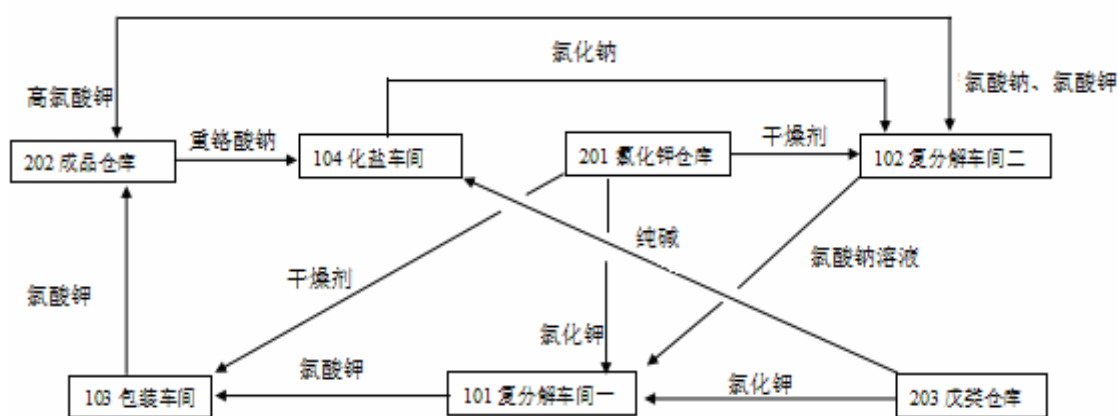 氯化钠
高氯酸钾
氯酸钠、氯酸钾
重铬酸钠
干燥剂
202 成品仓库
104 化盐车间
201 氯化钾仓库
102 复分解车间二
纯碱
氯酸钠溶液
干燥剂
氯酸钾
氯化钾
氯酸钾
氯化钾
103 包装车间
101 复分解车间一
203 戊类仓库